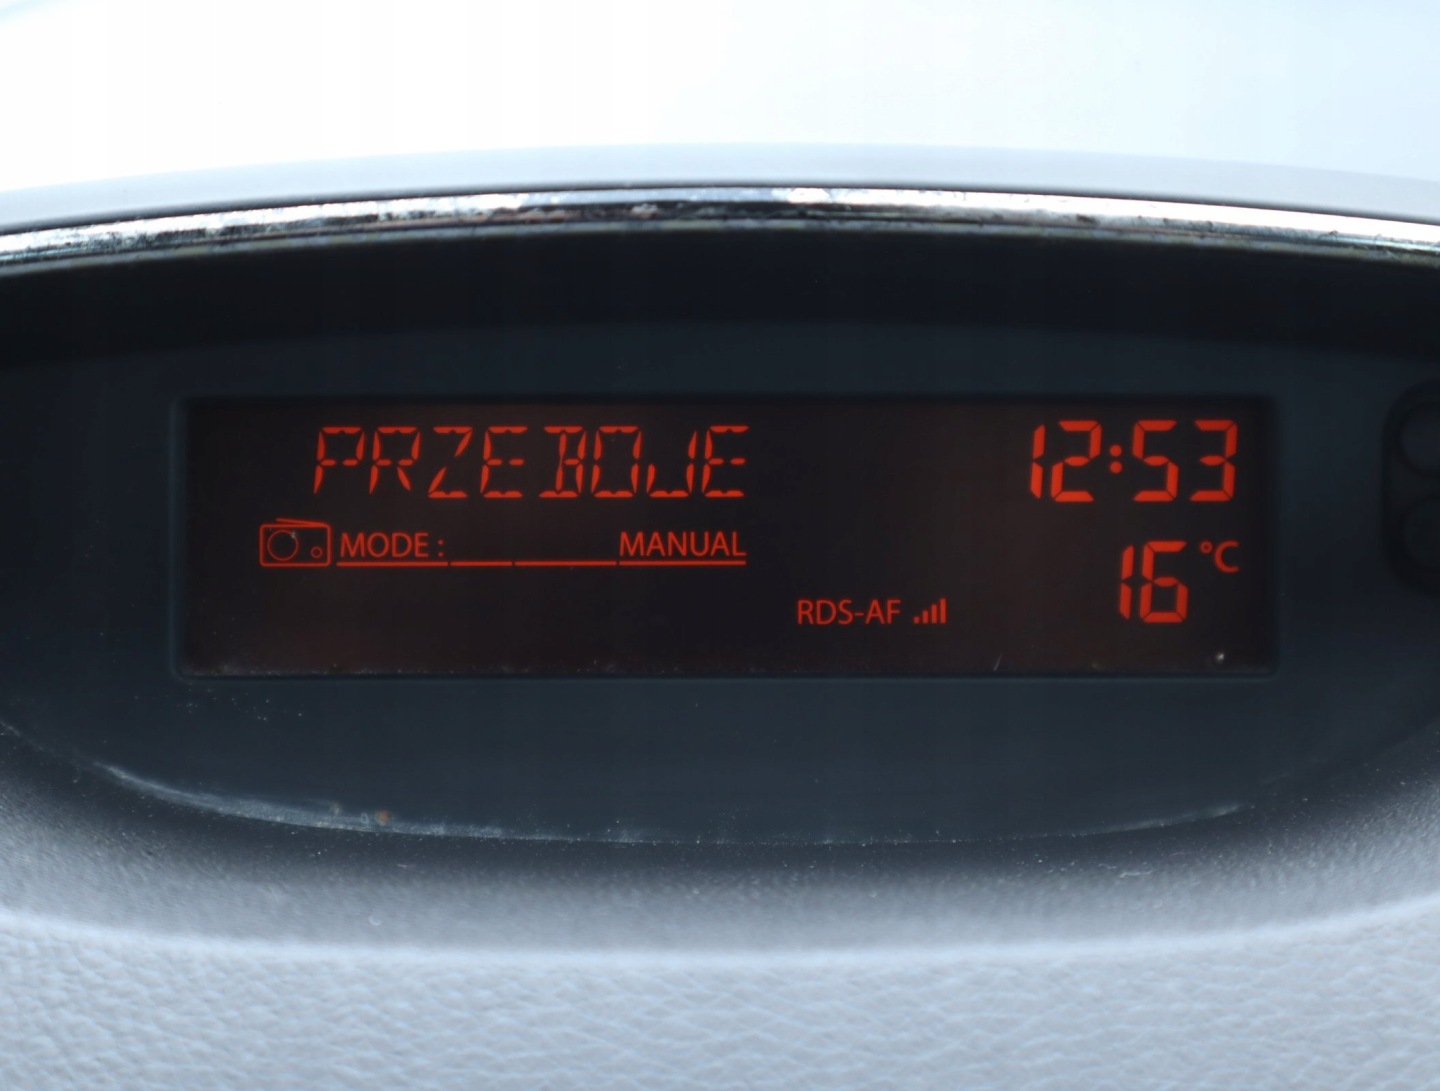 PRZEBOJE 12:53
MODE : MANUAL
16 °C
RDS-AF